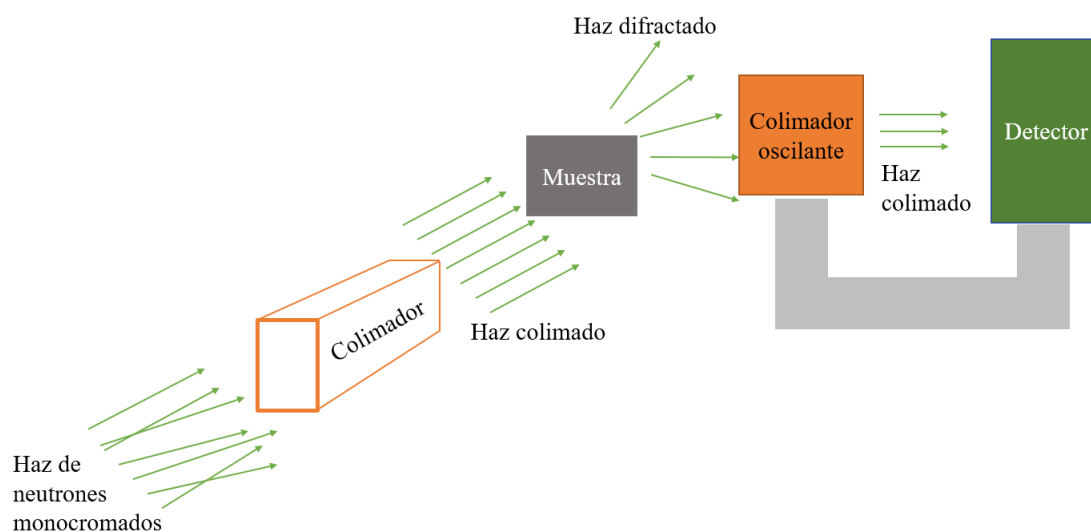 Haz difractado
Colimador
oscilante
Detector
Muestra
Haz
colimado
Colimador
Haz colimado
Haz de
neutrones
monocromados